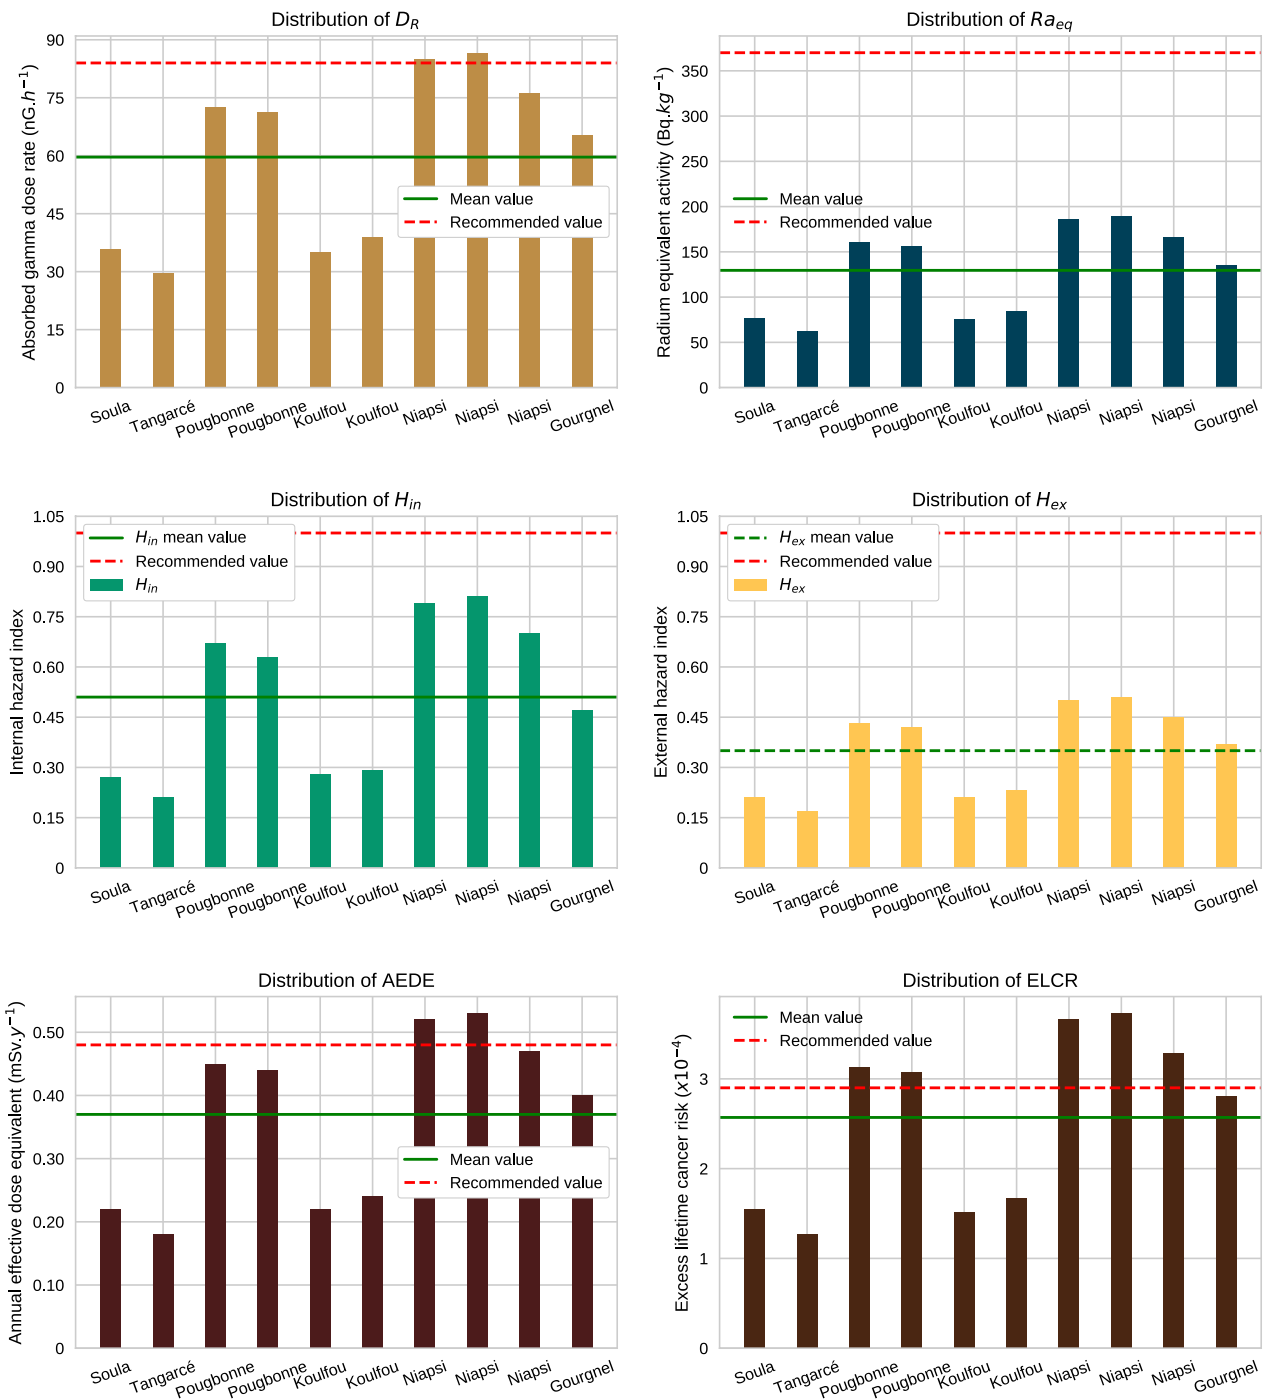 Distribution of D_R
Absorbed gamma dose rate (nG.h⁻¹)
90
75
60
45
30
15
0
Mean value
Recommended value
Soula
Tangarcé
Pougbonne
Pougbonne
Koulfou
Koulfou
Niapsi
Niapsi
Niapsi
Gourgnel
Distribution of Ra_eq
Radium equivalent activity (Bq.kg⁻¹)
350
300
250
200
150
100
50
0
Mean value
Recommended value
Soula
Tangarcé
Pougbonne
Pougbonne
Koulfou
Koulfou
Niapsi
Niapsi
Niapsi
Gourgnel
Distribution of H_in
Internal hazard index
1.05
0.90
0.75
0.60
0.45
0.30
0.15
0
H_in mean value
Recommended value
H_in
Soula
Tangarcé
Pougbonne
Pougbonne
Koulfou
Koulfou
Niapsi
Niapsi
Niapsi
Gourgnel
Distribution of H_ex
External hazard index
1.05
0.90
0.75
0.60
0.45
0.30
0.15
0
H_ex mean value
Recommended value
H_ex
Soula
Tangarcé
Pougbonne
Pougbonne
Koulfou
Koulfou
Niapsi
Niapsi
Niapsi
Gourgnel
Distribution of AEDE
Annual effective dose equivalent (mSv.y⁻¹)
0.50
0.40
0.30
0.20
0.10
0
Mean value
Recommended value
Soula
Tangarcé
Pougbonne
Pougbonne
Koulfou
Koulfou
Niapsi
Niapsi
Niapsi
Gourgnel
Distribution of ELCR
Excess lifetime cancer risk (x10⁻⁴)
3
2
1
0
Mean value
Recommended value
Soula
Tangarcé
Pougbonne
Pougbonne
Koulfou
Koulfou
Niapsi
Niapsi
Niapsi
Gourgnel